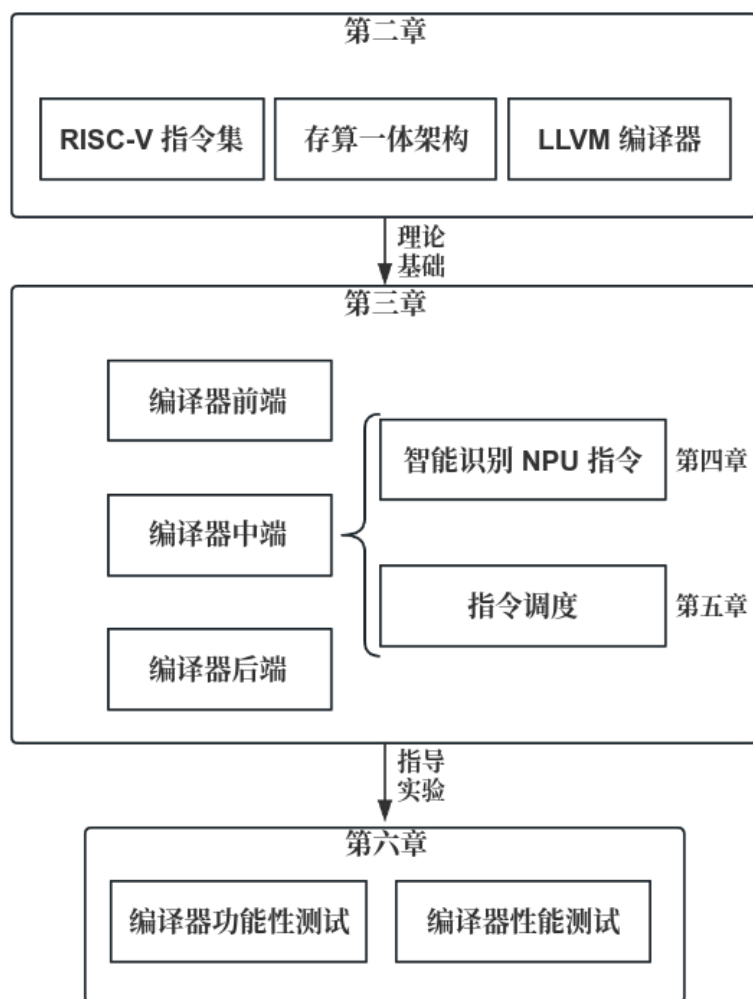 第二章
RISC-V 指令集
存算一体架构
LLVM 编译器
理论
基础
第三章
编译器前端
智能识别 NPU 指令
第四章
编译器中端
指令调度
第五章
编译器后端
指导
实验
第六章
编译器功能性测试
编译器性能测试